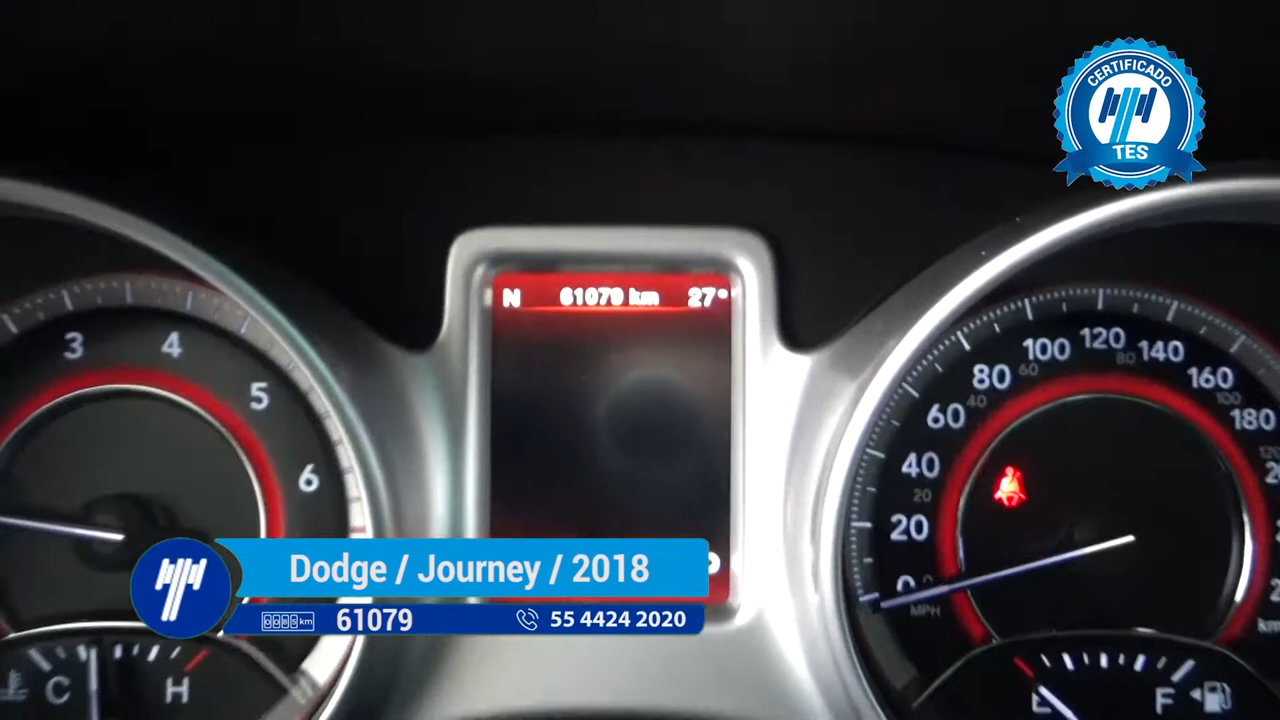 CERTIFICADO
TES
N 61079 km 27°
3 4 5 6
20 40 60 80 100 120 140 160 180
20 40 60 80 100
MPH
Dodge / Journey / 2018
61079
55 4424 2020
C H
F